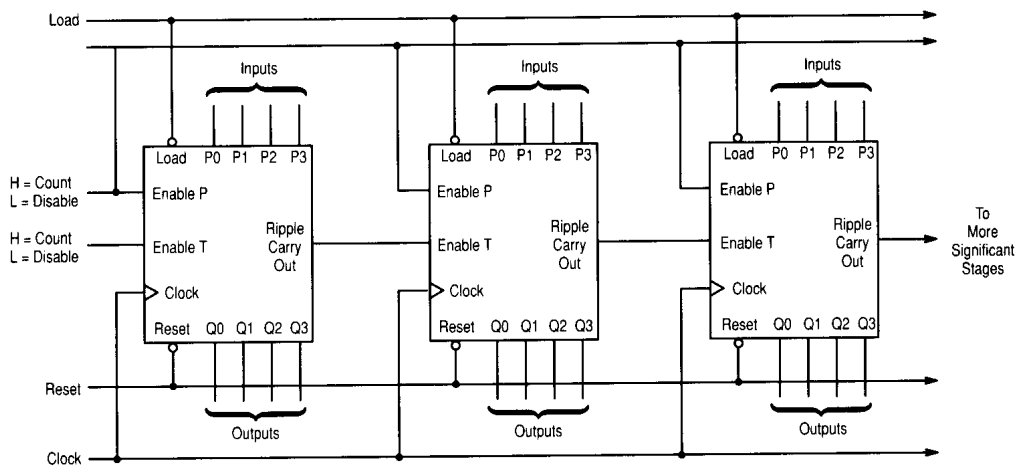 Load
Inputs
Inputs
Inputs
Load P0 P1 P2 P3
Load P0 P1 P2 P3
Load P0 P1 P2 P3
H = Count
L = Disable
Enable P
Enable P
Enable P
H = Count
L = Disable
Enable T
Ripple
Carry
Out
Enable T
Ripple
Carry
Out
Enable T
Ripple
Carry
Out
To
More
Significant
Stages
Clock
Clock
Clock
Reset Q0 Q1 Q2 Q3
Reset Q0 Q1 Q2 Q3
Reset Q0 Q1 Q2 Q3
Reset
Outputs
Outputs
Outputs
Clock